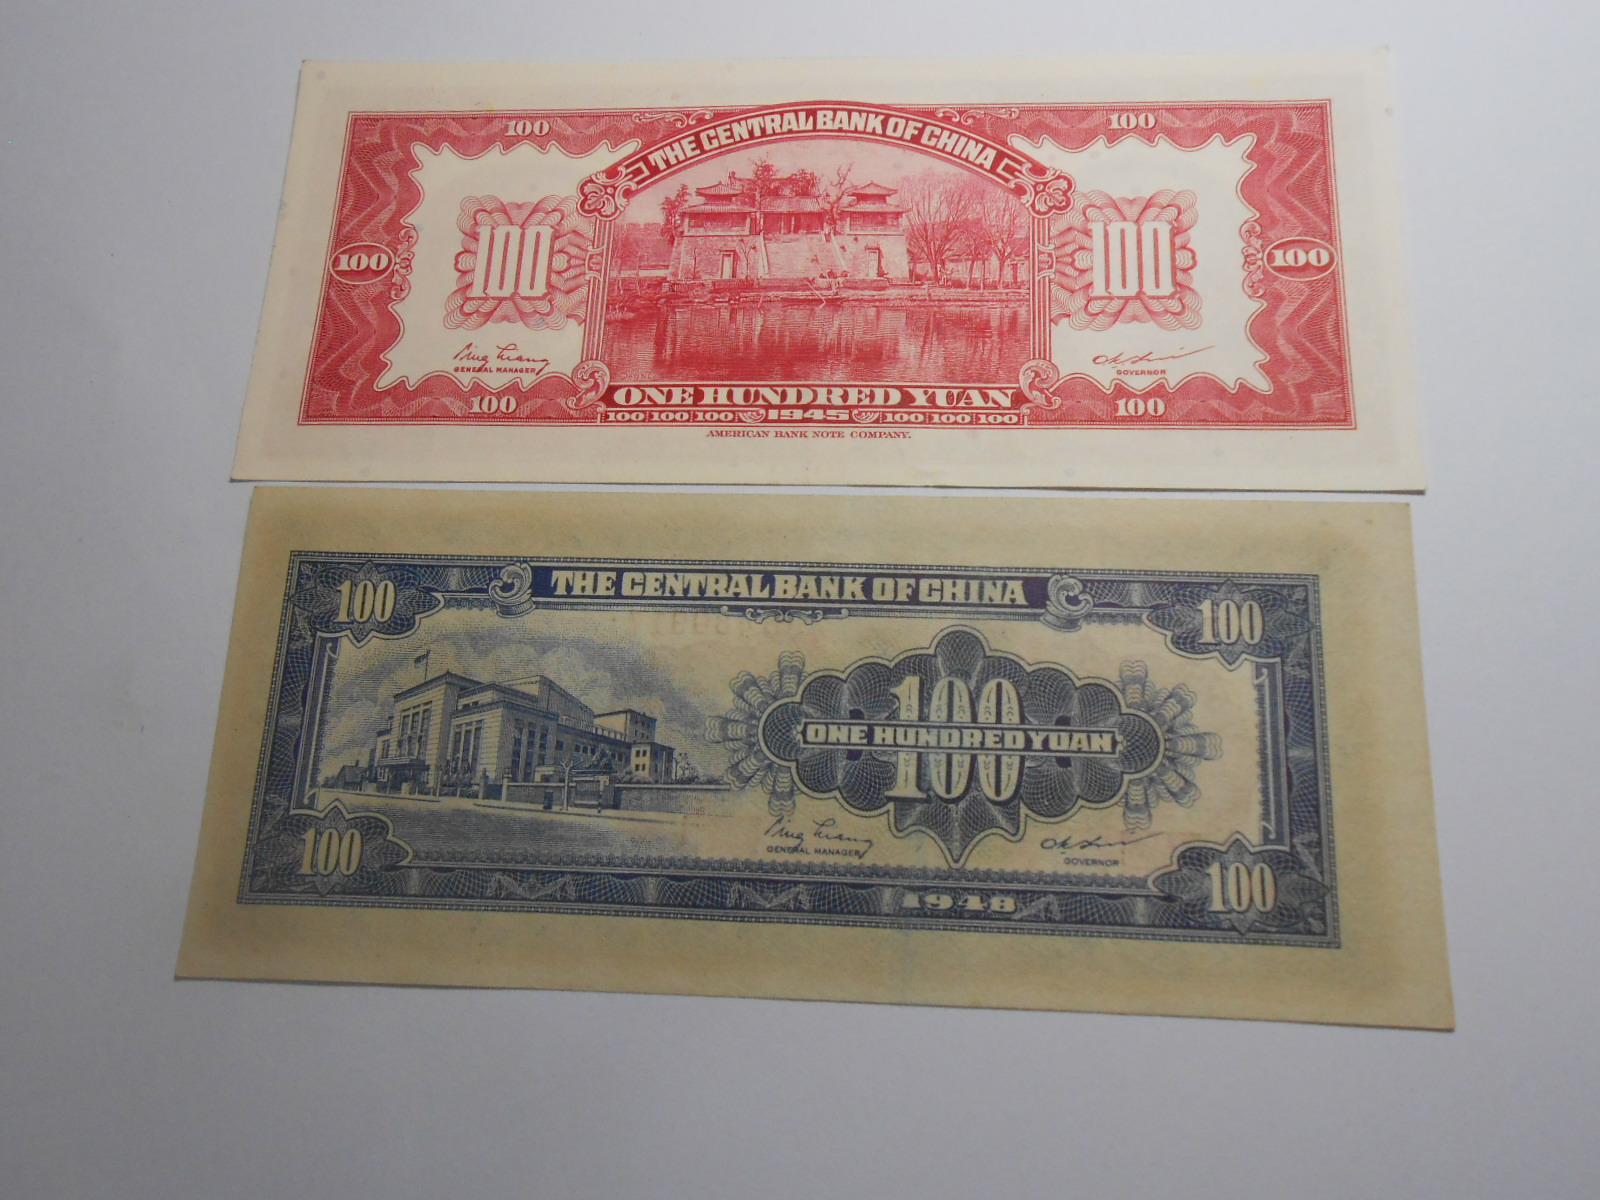 100 100
THE CENTRAL BANK OF CHINA
100 100 100 100
GENERAL MANAGER GOVERNOR
100 ONE HUNDRED YUAN 100
100 100 100 1945 100 100 100
AMERICAN BANK NOTE COMPANY.
100 THE CENTRAL BANK OF CHINA 100
100
ONE HUNDRED YUAN
100
GENERAL MANAGER GOVERNOR
100 100
1948